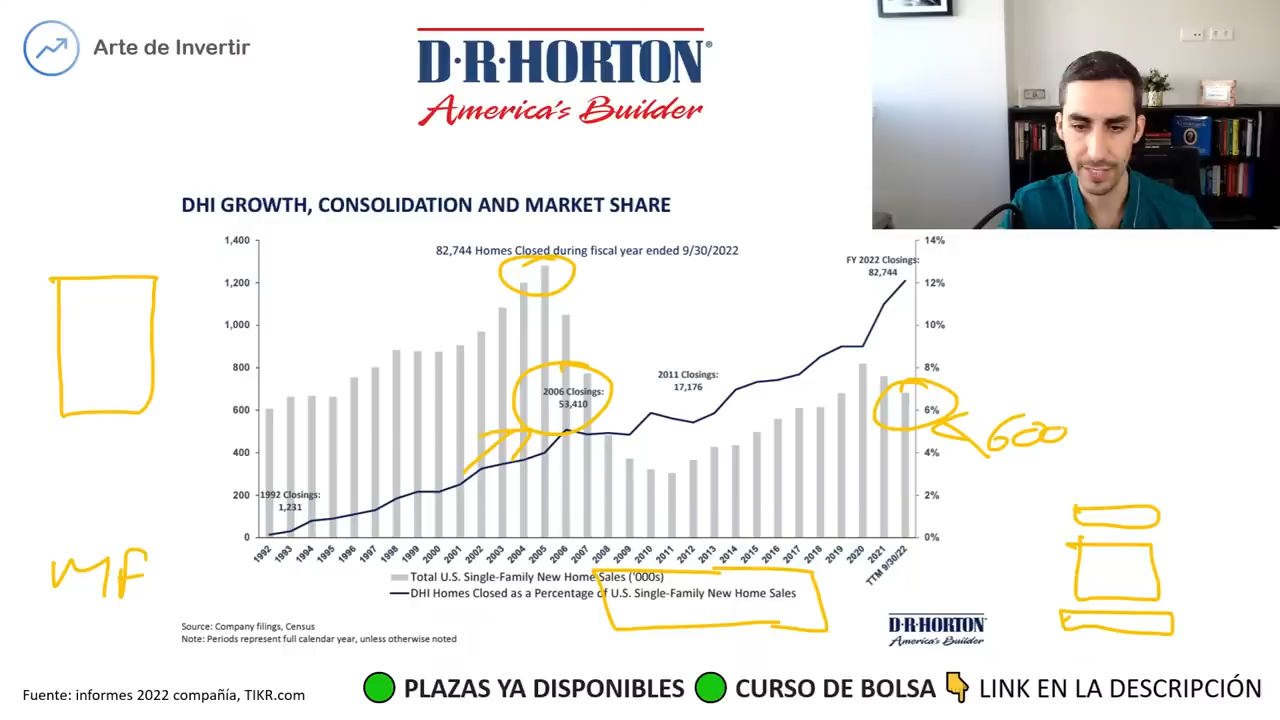 Arte de Invertir
D·R·HORTON®
America's Builder
DHI GROWTH, CONSOLIDATION AND MARKET SHARE
82,744 Homes Closed during fiscal year ended 9/30/2022
1,400
1,200
1,000
800
600
400
200
0
14%
12%
10%
8%
6%
4%
2%
0%
FY 2022 Closings:
82,744
2011 Closings:
17,176
2006 Closings:
53,410
1992 Closings:
1,231
600
MF
1992 1993 1994 1995 1996 1997 1998 1999 2000 2001 2002 2003 2004 2005 2006 2007 2008 2009 2010 2011 2012 2013 2014 2015 2016 2017 2018 2019 2020 2021 TTM 9/30/22
Total U.S. Single-Family New Home Sales ('000s)
DHI Homes Closed as a Percentage of U.S. Single-Family New Home Sales
Source: Company filings, Census
Note: Periods represent full calendar year, unless otherwise noted
D·R·HORTON
America's Builder
Fuente: informes 2022 compañía, TIKR.com
PLAZAS YA DISPONIBLES CURSO DE BOLSA LINK EN LA DESCRIPCIÓN